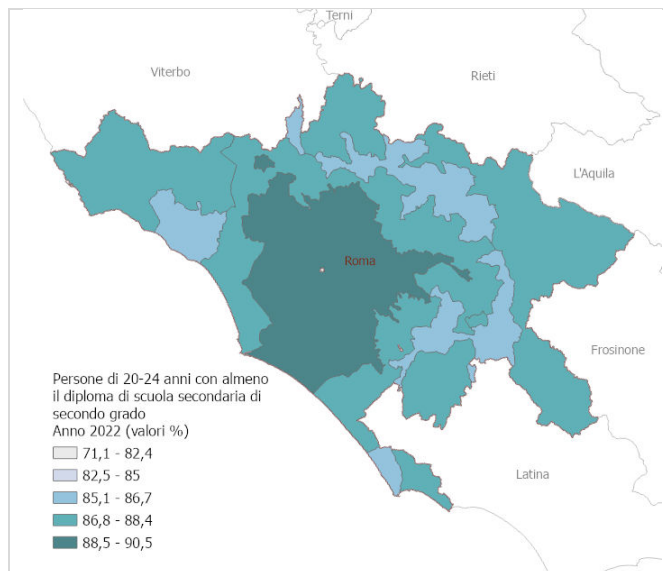 Terni
Viterbo
Rieti
L'Aquila
Roma
Frosinone
Latina
Persone di 20-24 anni con almeno
il diploma di scuola secondaria di
secondo grado
Anno 2022 (valori %)
71,1 - 82,4
82,5 - 85
85,1 - 86,7
86,8 - 88,4
88,5 - 90,5